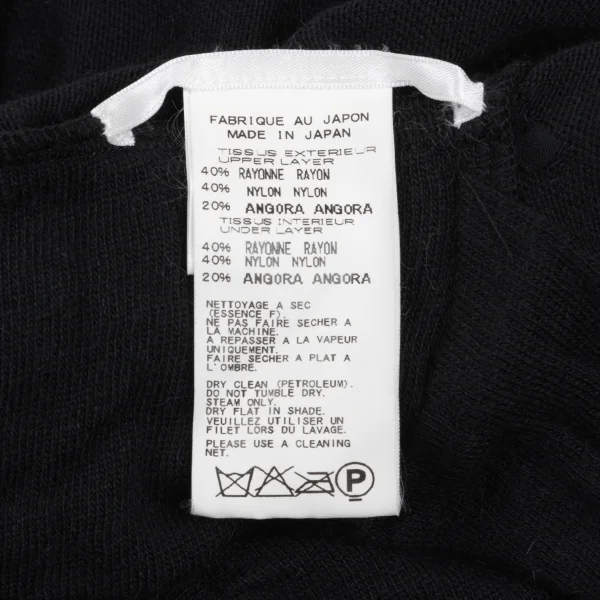 FABRIQUE AU JAPON
MADE IN JAPAN
TISSUS EXTERIEUR
UPPER LAYER
40% RAYONNE RAYON
40% NYLON NYLON
20% ANGORA ANGORA
TISSUS INTERIEUR
UNDER LAYER
40% RAYONNE RAYON
40% NYLON NYLON
20% ANGORA ANGORA
NETTOYAGE A SEC
(ESSENCE F).
NE PAS FAIRE SECHER A
LA MACHINE.
A REPASSER A LA VAPEUR
UNIQUEMENT.
FAIRE SECHER A PLAT A
L'OMBRE.
DRY CLEAN (PETROLEUM).
DO NOT TUMBLE DRY.
STEAM ONLY.
DRY FLAT IN SHADE.
VEUILLEZ UTILISER UN
FILET LORS DU LAVAGE.
PLEASE USE A CLEANING
NET.
P